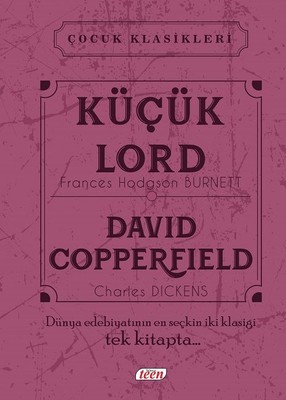 ÇOCUK KLASİKLERİ
KÜÇÜK
LORD
Frances Hodgson BURNETT
DAVID
COPPERFIELD
Charles DICKENS
Dünya edebiyatının en seçkin iki klasiği
tek kitapta...
teen